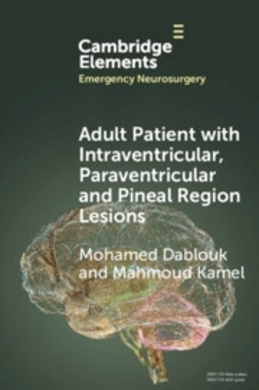 Cambridge
Elements
Emergency Neurosurgery
Adult Patient with
Intraventricular,
Paraventricular
and Pineal Region
Lesions
Mohamed Dablouk
and Mahmoud Kamel